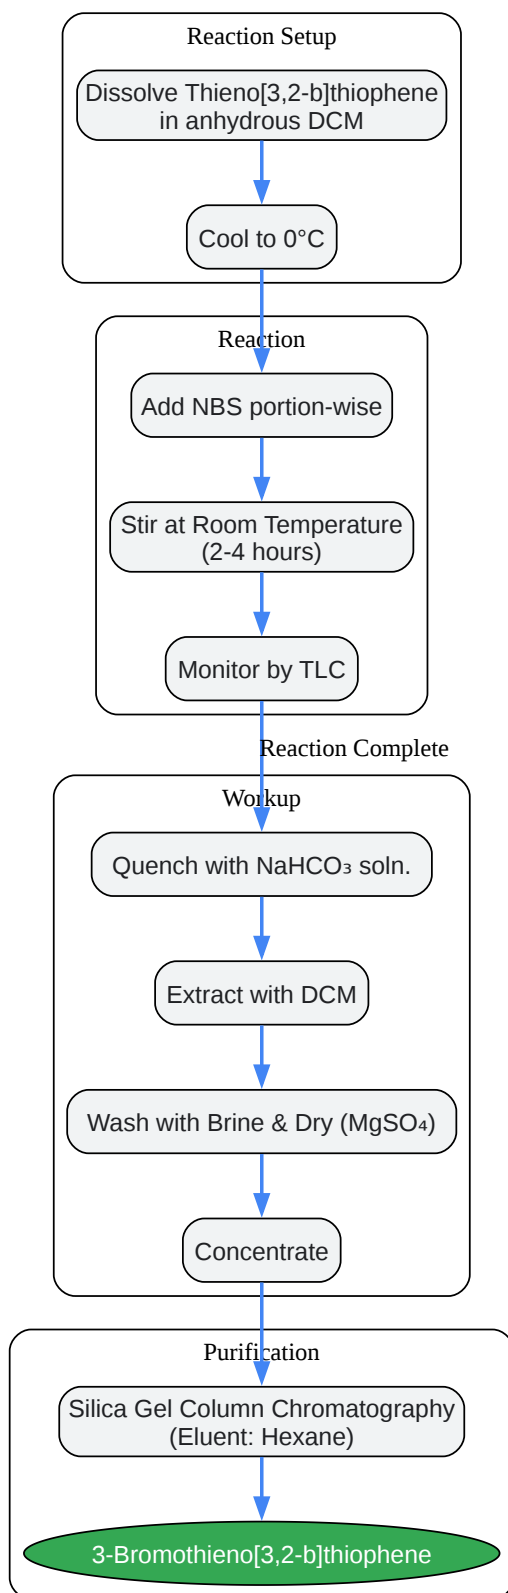 Reaction Setup
Dissolve Thieno[3,2-b]thiophene
in anhydrous DCM
Cool to 0°C
Reaction
Add NBS portion-wise
Stir at Room Temperature
(2-4 hours)
Monitor by TLC
Reaction Complete
Workup
Quench with NaHCO₃ soln.
Extract with DCM
Wash with Brine & Dry (MgSO₄)
Concentrate
Purification
Silica Gel Column Chromatography
(Eluent: Hexane)
3-Bromothieno[3,2-b]thiophene